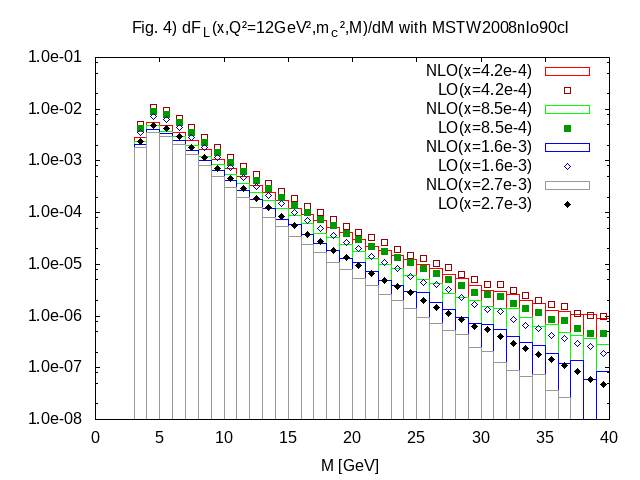 Fig. 4) dF_L(x,Q²=12GeV²,m_c²,M)/dM with MSTW2008nlo90cl
1.0e-01
1.0e-02
1.0e-03
1.0e-04
1.0e-05
1.0e-06
1.0e-07
1.0e-08
NLO(x=4.2e-4)
LO(x=4.2e-4)
NLO(x=8.5e-4)
LO(x=8.5e-4)
NLO(x=1.6e-3)
LO(x=1.6e-3)
NLO(x=2.7e-3)
LO(x=2.7e-3)
0 5 10 15 20 25 30 35 40
M [GeV]